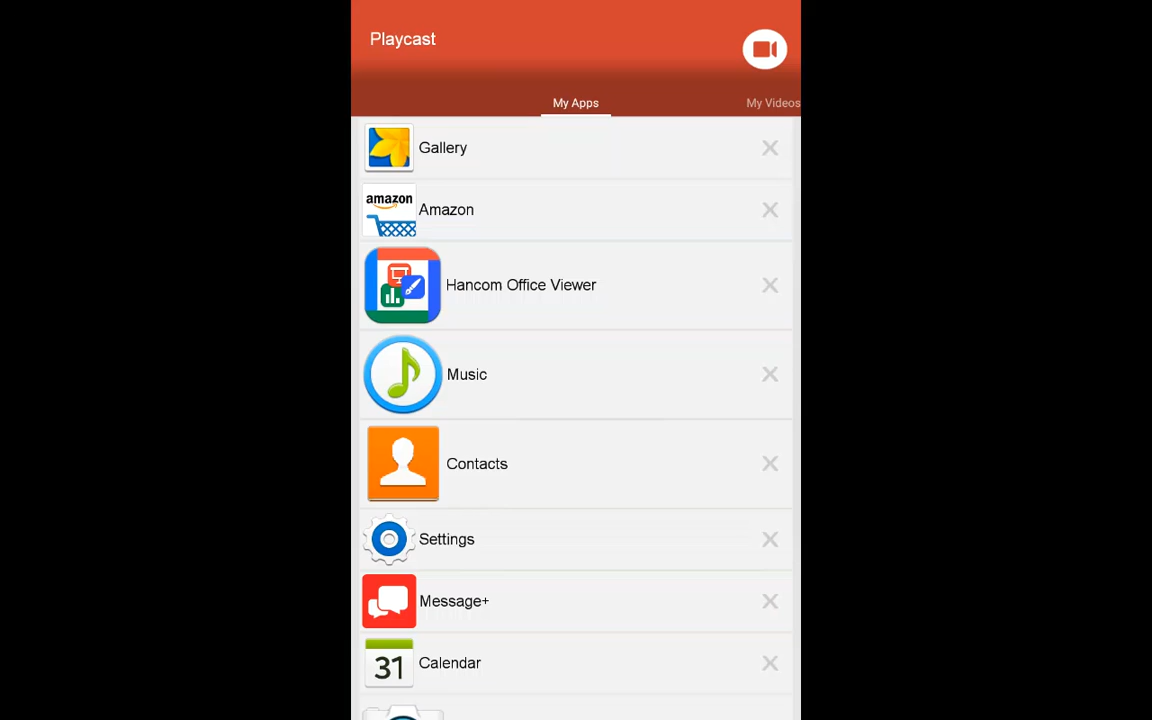 Playcast
My Apps
My Videos
Gallery
amazon
Amazon
Hancom Office Viewer
Music
Contacts
Settings
Message+
31
Calendar